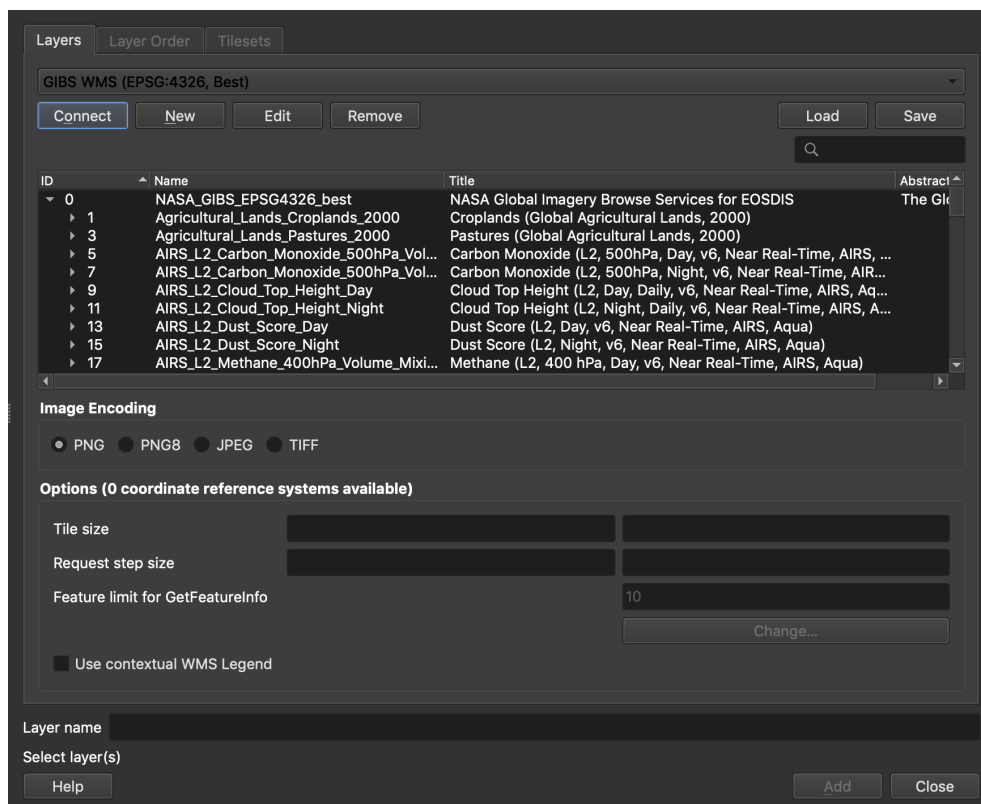 Layers Layer Order Tilesets
GIBS WMS (EPSG:4326, Best)
Connect New Edit Remove Load Save
ID Name Title Abstract
0 NASA_GIBS_EPSG4326_best NASA Global Imagery Browse Services for EOSDIS The Glo
1 Agricultural_Lands_Croplands_2000 Croplands (Global Agricultural Lands, 2000)
3 Agricultural_Lands_Pastures_2000 Pastures (Global Agricultural Lands, 2000)
5 AIRS_L2_Carbon_Monoxide_500hPa_Vol... Carbon Monoxide (L2, 500hPa, Day, v6, Near Real-Time, AIRS, ...
7 AIRS_L2_Carbon_Monoxide_500hPa_Vol... Carbon Monoxide (L2, 500hPa, Night, v6, Near Real-Time, AIR...
9 AIRS_L2_Cloud_Top_Height_Day Cloud Top Height (L2, Day, Daily, v6, Near Real-Time, AIRS, Aq...
11 AIRS_L2_Cloud_Top_Height_Night Cloud Top Height (L2, Night, Daily, v6, Near Real-Time, AIRS, A...
13 AIRS_L2_Dust_Score_Day Dust Score (L2, Day, v6, Near Real-Time, AIRS, Aqua)
15 AIRS_L2_Dust_Score_Night Dust Score (L2, Night, v6, Near Real-Time, AIRS, Aqua)
17 AIRS_L2_Methane_400hPa_Volume_Mixi... Methane (L2, 400 hPa, Day, v6, Near Real-Time, AIRS, Aqua)
Image Encoding
PNG PNG8 JPEG TIFF
Options (0 coordinate reference systems available)
Tile size
Request step size
Feature limit for GetFeatureInfo 10
Change...
Use contextual WMS Legend
Layer name
Select layer(s)
Help Add Close